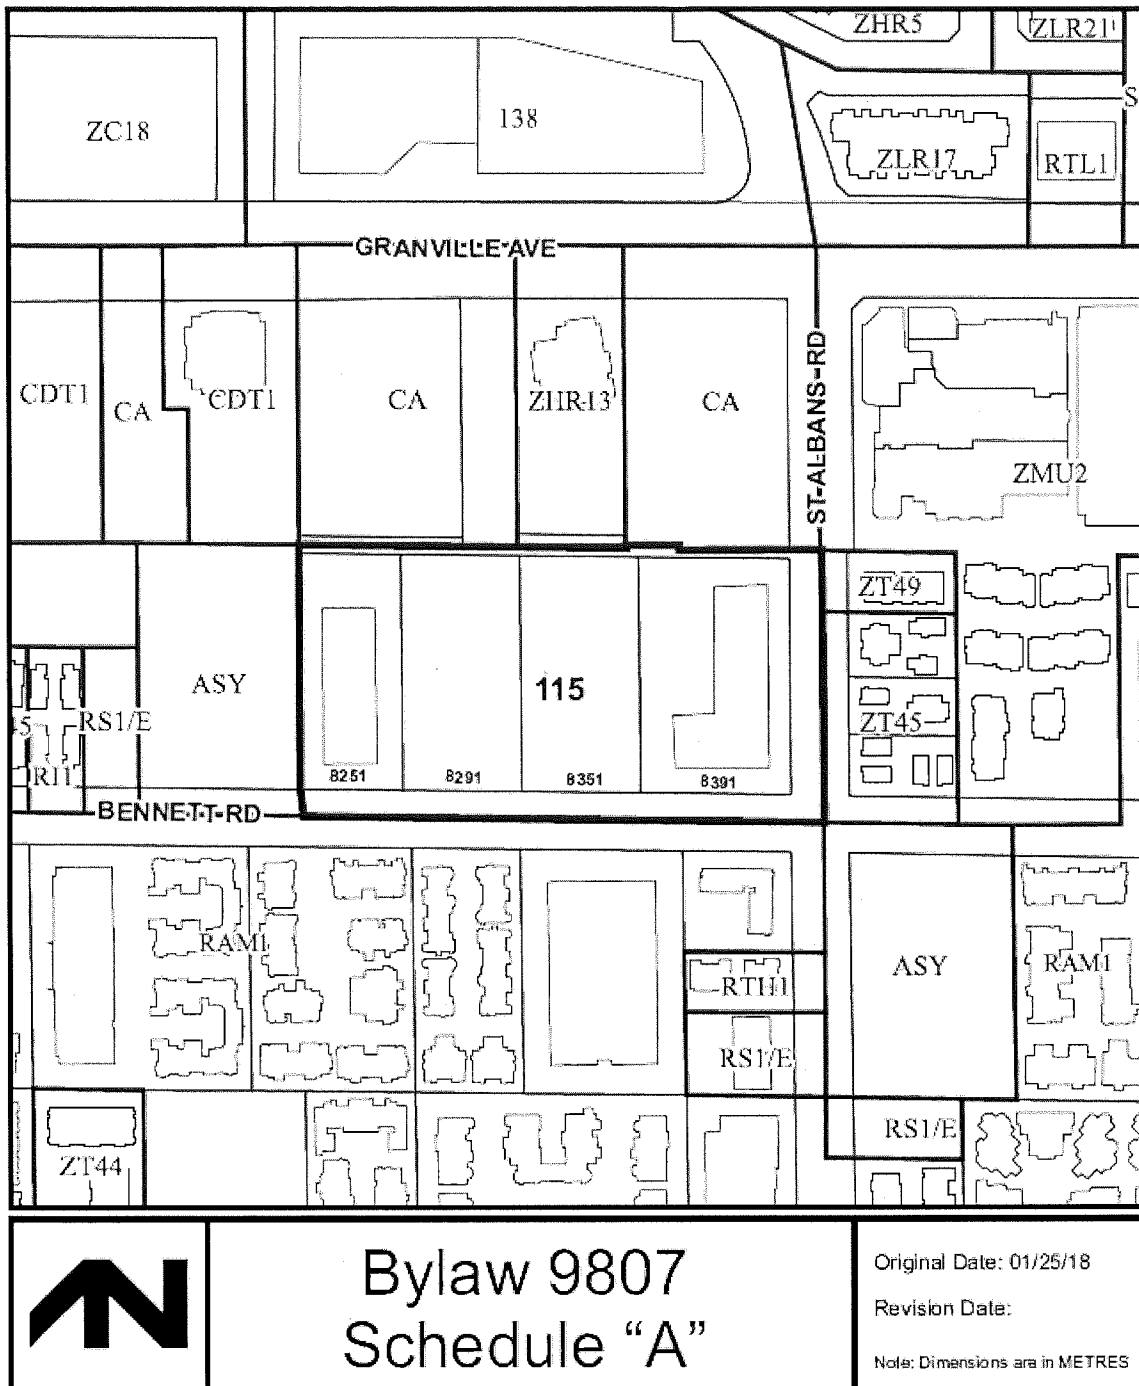 ZHR5
ZLR21
ZC18
138
ZLR17
RTL1
S
GRANVILLE AVE
CDT1
CA
CDT1
CA
ZHR13
CA
ST-ALBANS-RD
ZMU2
ZT49
ASY
115
RS1/E
ZT45
8251
8291
8351
8391
BENNETT-RD
RAM1
RTH1
ASY
RAM1
RS1/E
RS1/E
ZT44
Bylaw 9807
Schedule “A”
Original Date: 01/25/18
Revision Date:
Note: Dimensions are in METRES